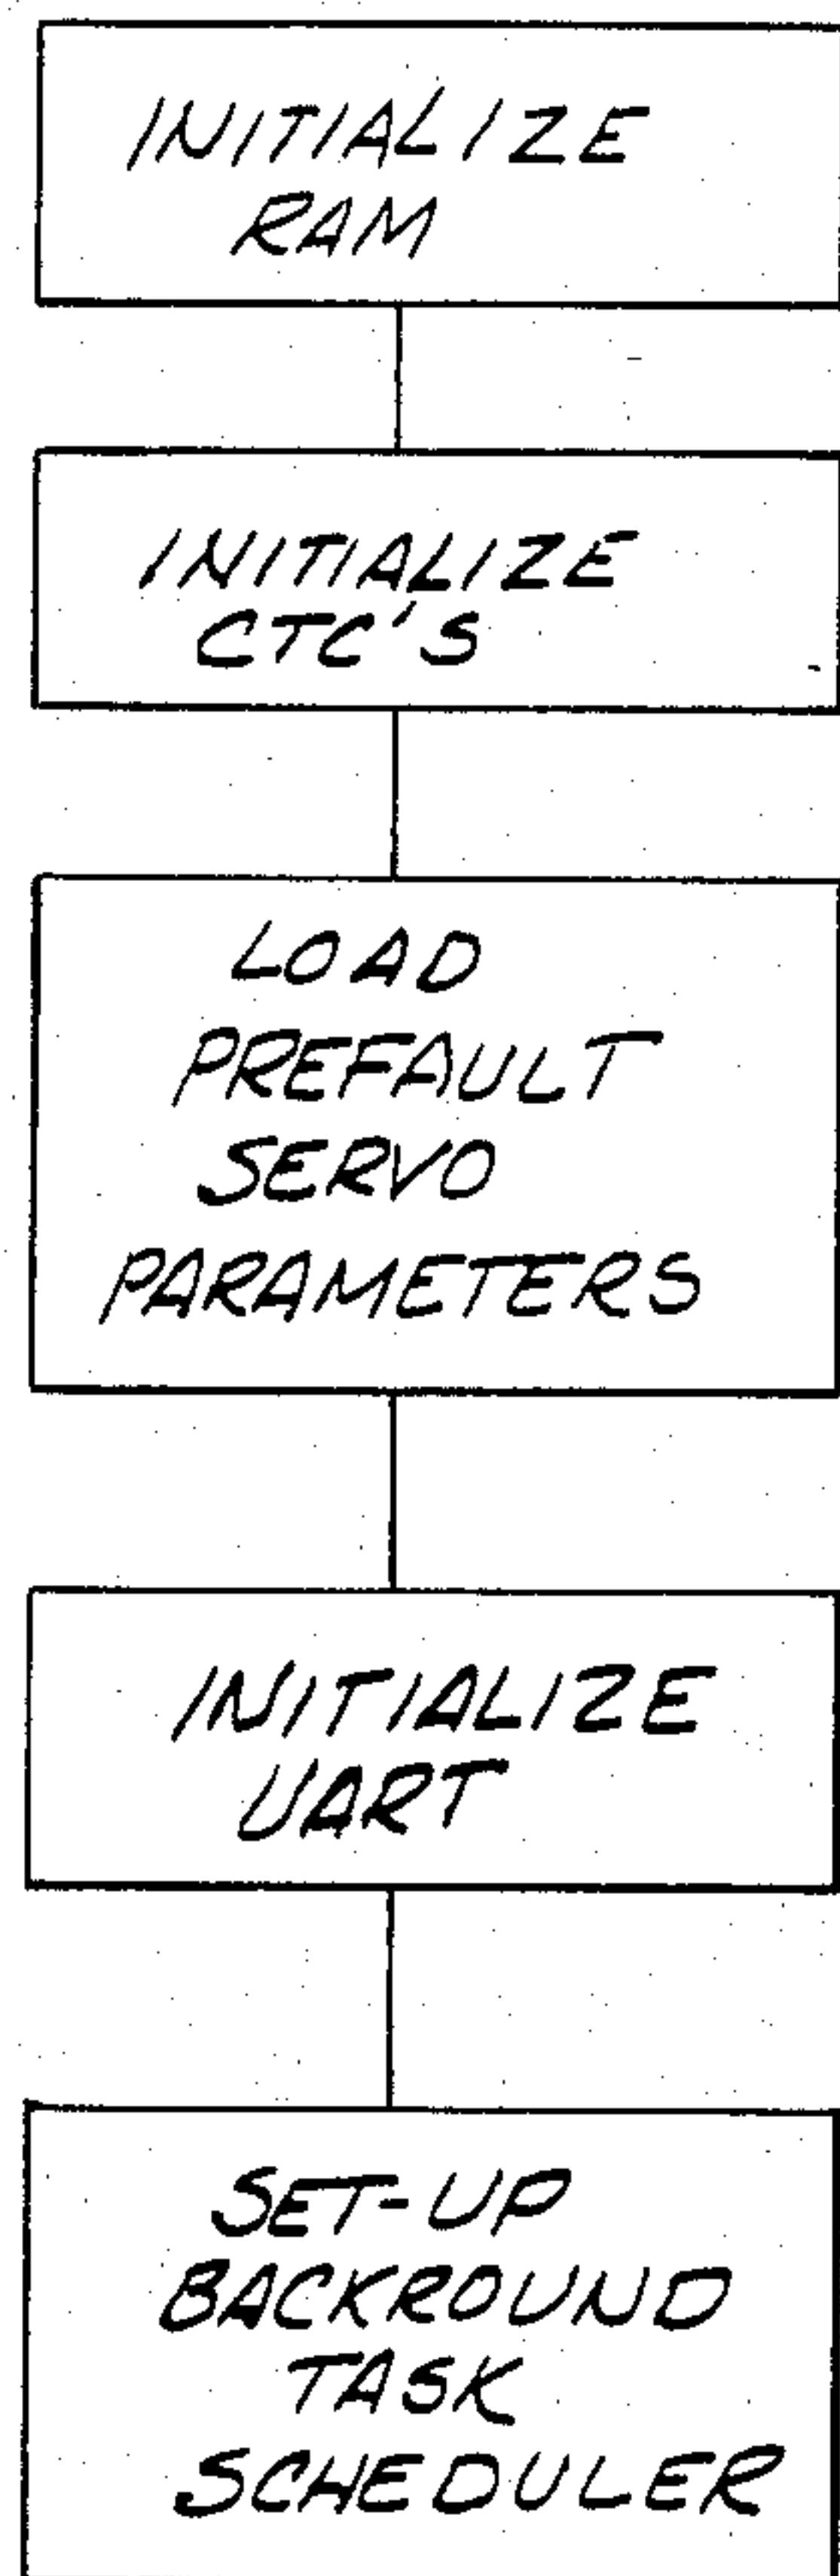 INITIALIZE
RAM
INITIALIZE
CTC'S
LOAD
PREFAULT
SERVO
PARAMETERS
INITIALIZE
UART
SET-UP
BACKROUND
TASK
SCHEDULER